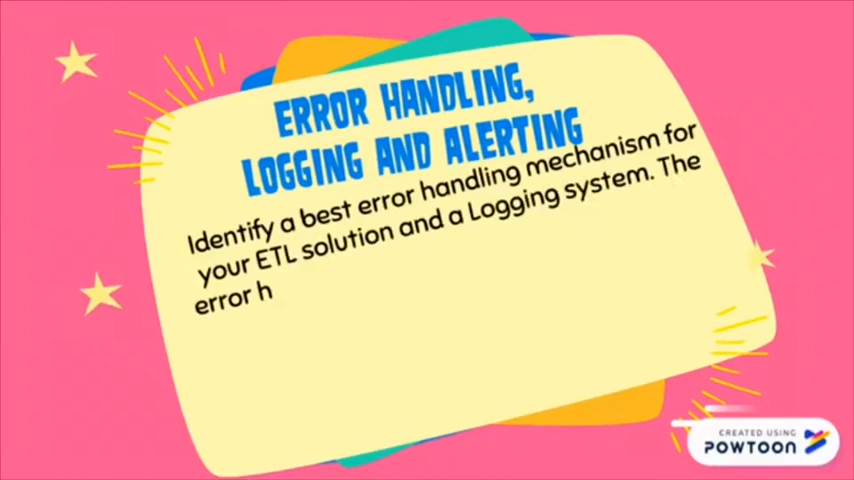 ERROR HANDLING,
LOGGING AND ALERTING
Identify a best error handling mechanism for
your ETL solution and a Logging system. The
error h
CREATED USING
POWTOON